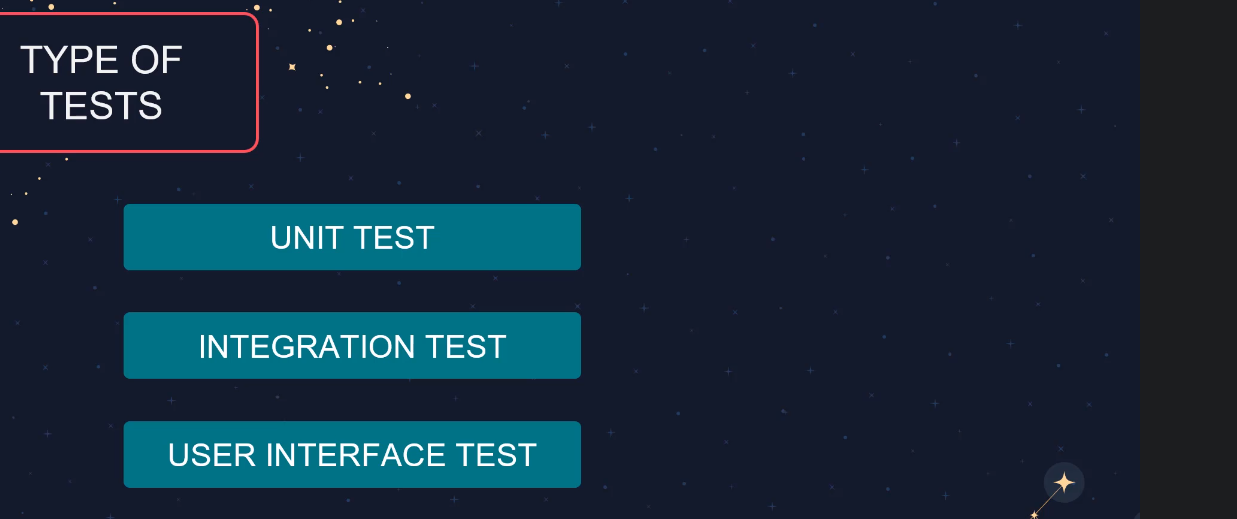 TYPE OF
TESTS
UNIT TEST
INTEGRATION TEST
USER INTERFACE TEST